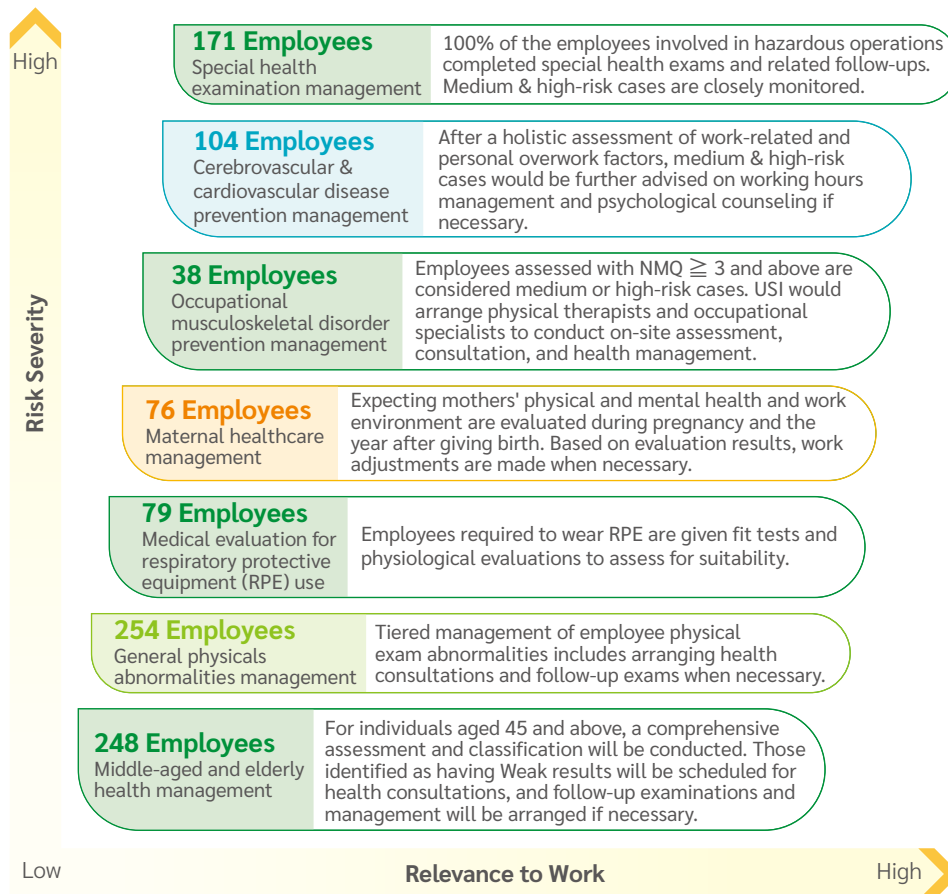 High
171 Employees
Special health
examination management
100% of the employees involved in hazardous operations
completed special health exams and related follow-ups.
Medium & high-risk cases are closely monitored.
104 Employees
Cerebrovascular &
cardiovascular disease
prevention management
After a holistic assessment of work-related and
personal overwork factors, medium & high-risk
cases would be further advised on working hours
management and psychological counseling if
necessary.
38 Employees
Occupational
musculoskeletal disorder
prevention management
Employees assessed with NMQ ≧ 3 and above are
considered medium or high-risk cases. USI would
arrange physical therapists and occupational
specialists to conduct on-site assessment,
consultation, and health management.
Risk Severity
76 Employees
Maternal healthcare
management
Expecting mothers' physical and mental health and work
environment are evaluated during pregnancy and the
year after giving birth. Based on evaluation results, work
adjustments are made when necessary.
79 Employees
Medical evaluation for
respiratory protective
equipment (RPE) use
Employees required to wear RPE are given fit tests and
physiological evaluations to assess for suitability.
254 Employees
General physicals
abnormalities management
Tiered management of employee physical
exam abnormalities includes arranging health
consultations and follow-up exams when necessary.
248 Employees
Middle-aged and elderly
health management
For individuals aged 45 and above, a comprehensive
assessment and classification will be conducted. Those
identified as having Weak results will be scheduled for
health consultations, and follow-up examinations and
management will be arranged if necessary.
Low
Relevance to Work
High